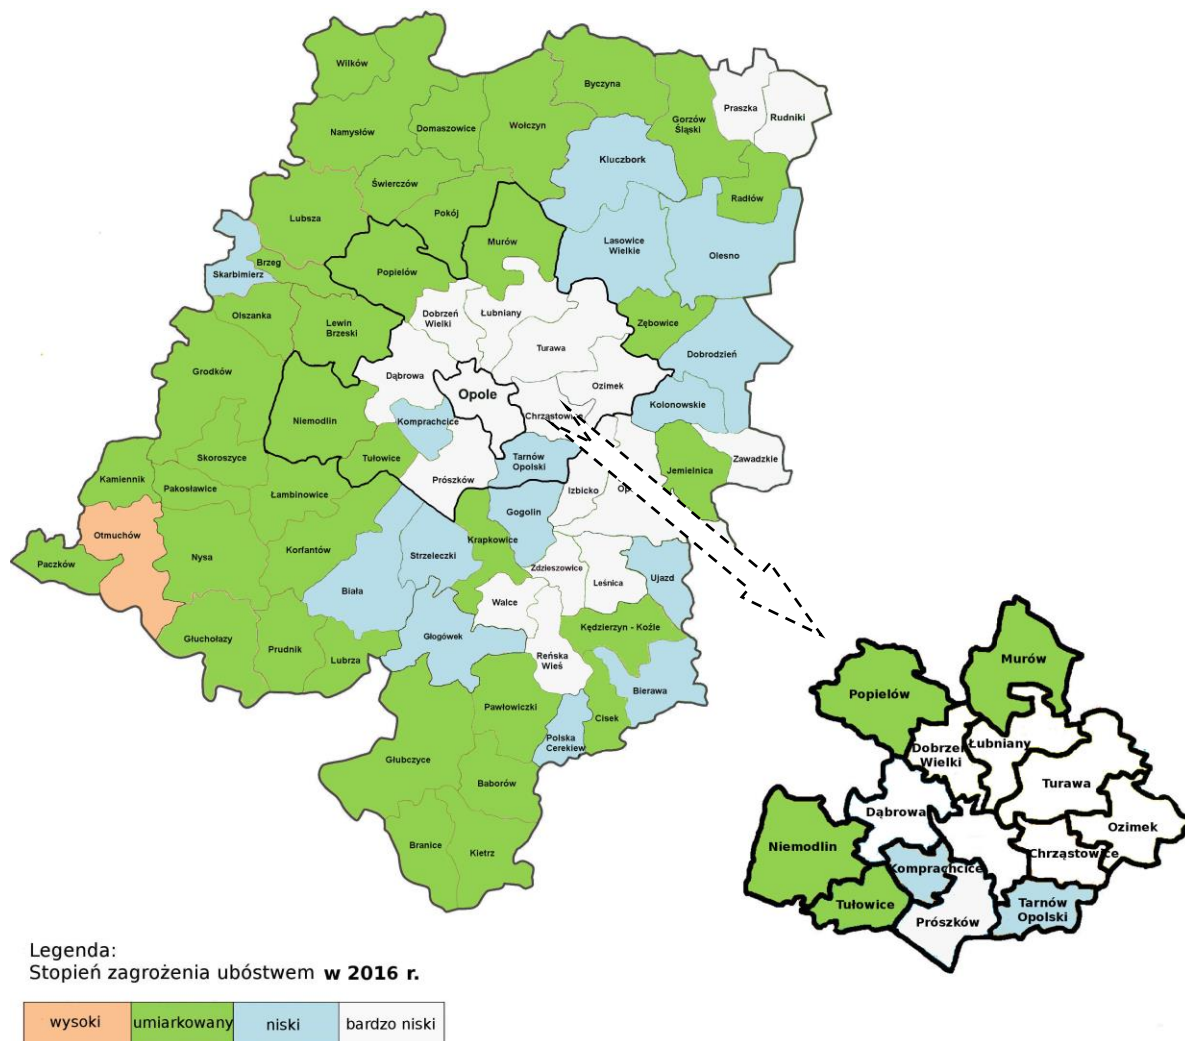 Wilków
Byczyna
Praszka
Rudniki
Namysłów
Domaszowice
Wołczyn
Gorzów
Śląski
Kluczbork
Świerczów
Radłów
Lubsza
Pokój
Murów
Lasowice
Wielkie
Olesno
Brzeg
Skarbimierz
Popielów
Olszanka
Lewin
Brzeski
Dobrzeń
Wielki
Łubniany
Zębowice
Turawa
Dobrodzień
Grodków
Dąbrowa
Opole
Ozimek
Kolonowskie
Niemodlin
Komprachcice
Chrząstowice
Skoroszyce
Tułowice
Tarnów
Opolski
Zawadzkie
Jemielnica
Kamiennik
Pakosławice
Łambinowice
Prószków
Izbicko
Op
Gogolin
Otmuchów
Krapkowice
Paczków
Nysa
Korfantów
Strzeleczki
Zdzieszowice
Leśnica
Ujazd
Biała
Walce
Głuchołazy
Prudnik
Lubrza
Głogówek
Kędzierzyn - Koźle
Reńska
Wieś
Bierawa
Pawłowiczki
Cisek
Polska
Cerekiew
Głubczyce
Baborów
Branice
Kietrz
Murów
Popielów
Dobrzeń
Wielki
Łubniany
Turawa
Dąbrowa
Ozimek
Niemodlin
Chrząstowice
Komprachcice
Tułowice
Prószków
Tarnów
Opolski
Legenda:
Stopień zagrożenia ubóstwem w 2016 r.
wysoki umiarkowany niski bardzo niski